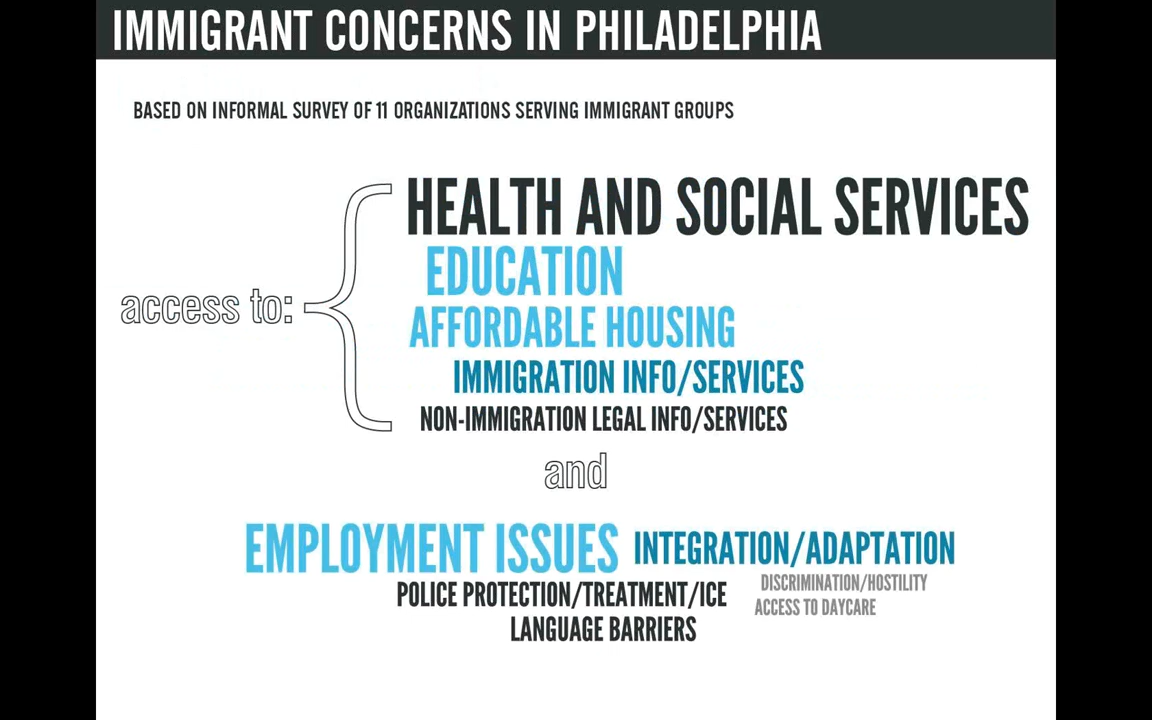 IMMIGRANT CONCERNS IN PHILADELPHIA
BASED ON INFORMAL SURVEY OF 11 ORGANIZATIONS SERVING IMMIGRANT GROUPS
access to:
HEALTH AND SOCIAL SERVICES
EDUCATION
AFFORDABLE HOUSING
IMMIGRATION INFO/SERVICES
NON-IMMIGRATION LEGAL INFO/SERVICES
and
EMPLOYMENT ISSUES
INTEGRATION/ADAPTATION
POLICE PROTECTION/TREATMENT/ICE
DISCRIMINATION/HOSTILITY
ACCESS TO DAYCARE
LANGUAGE BARRIERS